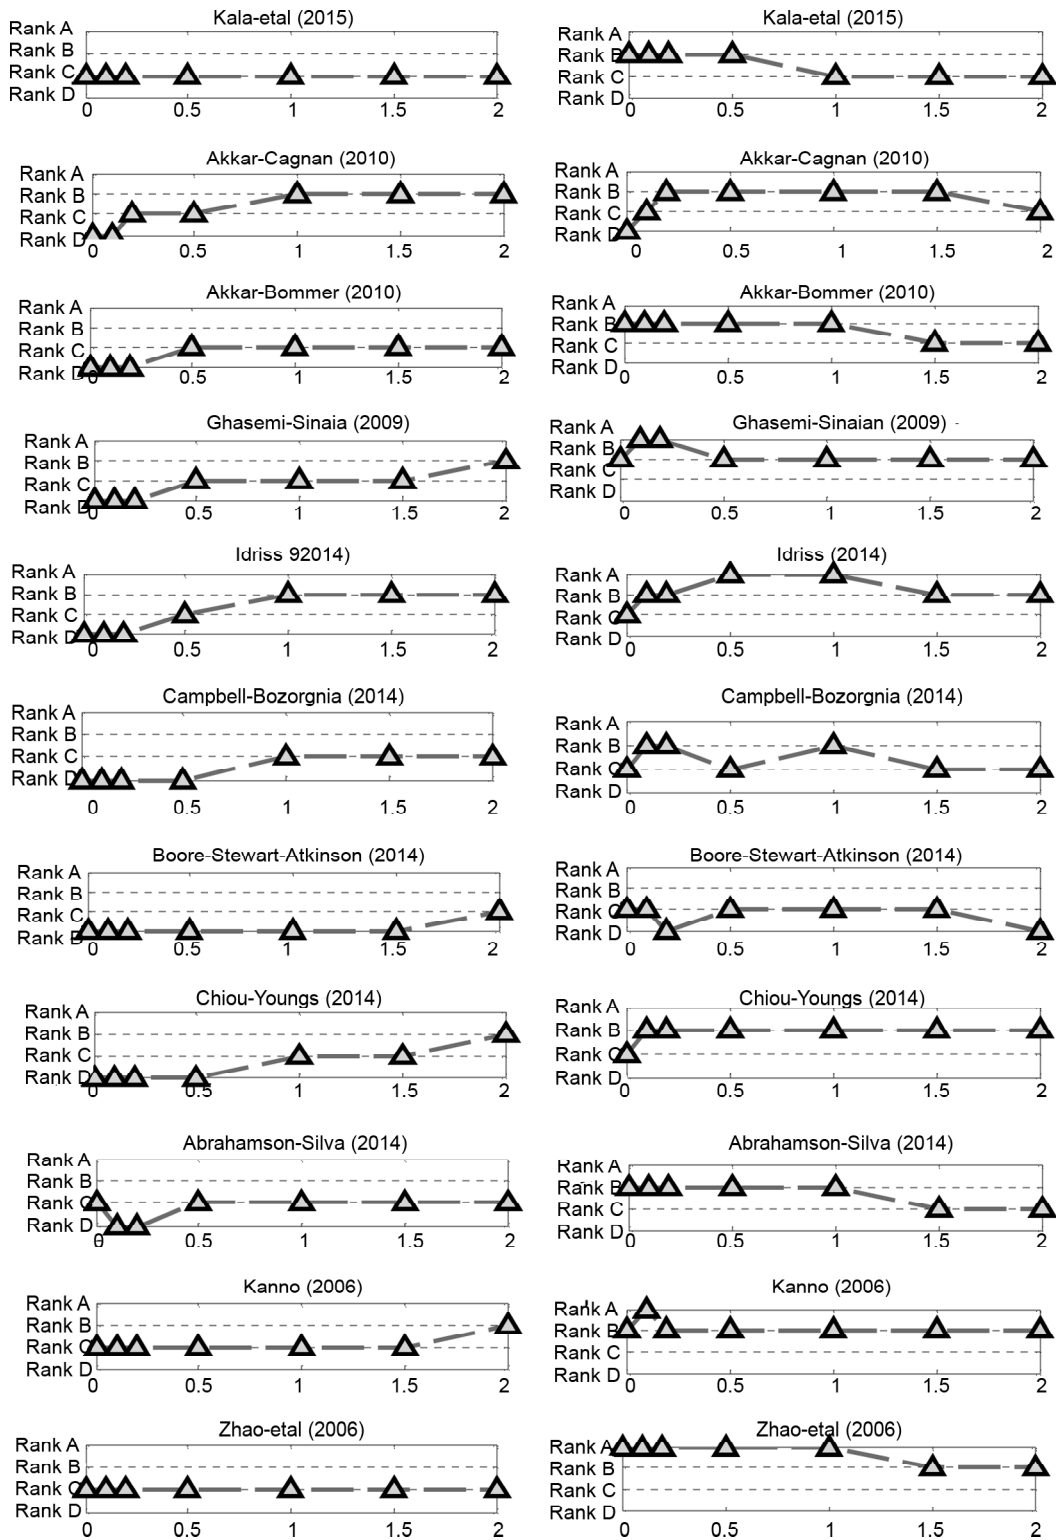 Kala-etal (2015)
Rank A
Rank B
Rank C
Rank D
0 0.5 1 1.5 2
Kala-etal (2015)
Rank A
Rank B
Rank C
Rank D
0 0.5 1 1.5 2
Akkar-Cagnan (2010)
Rank A
Rank B
Rank C
Rank D
0 0.5 1 1.5 2
Akkar-Cagnan (2010)
Rank A
Rank B
Rank C
Rank D
0 0.5 1 1.5 2
Akkar-Bommer (2010)
Rank A
Rank B
Rank C
Rank D
0 0.5 1 1.5 2
Akkar-Bommer (2010)
Rank A
Rank B
Rank C
Rank D
0 0.5 1 1.5 2
Ghasemi-Sinaia (2009)
Rank A
Rank B
Rank C
Rank D
0 0.5 1 1.5 2
Ghasemi-Sinaian (2009)
Rank A
Rank B
Rank C
Rank D
0 0.5 1 1.5 2
Idriss 92014)
Rank A
Rank B
Rank C
Rank D
0 0.5 1 1.5 2
Idriss (2014)
Rank A
Rank B
Rank C
Rank D
0 0.5 1 1.5 2
Campbell-Bozorgnia (2014)
Rank A
Rank B
Rank C
Rank D
0 0.5 1 1.5 2
Campbell-Bozorgnia (2014)
Rank A
Rank B
Rank C
Rank D
0 0.5 1 1.5 2
Boore-Stewart-Atkinson (2014)
Rank A
Rank B
Rank C
Rank D
0 0.5 1 1.5 2
Boore-Stewart-Atkinson (2014)
Rank A
Rank B
Rank C
Rank D
0 0.5 1 1.5 2
Chiou-Youngs (2014)
Rank A
Rank B
Rank C
Rank D
0 0.5 1 1.5 2
Chiou-Youngs (2014)
Rank A
Rank B
Rank C
Rank D
0 0.5 1 1.5 2
Abrahamson-Silva (2014)
Rank A
Rank B
Rank C
Rank D
0 0.5 1 1.5 2
Abrahamson-Silva (2014)
Rank A
Rank B
Rank C
Rank D
0 0.5 1 1.5 2
Kanno (2006)
Rank A
Rank B
Rank C
Rank D
0 0.5 1 1.5 2
Kanno (2006)
Rank A
Rank B
Rank C
Rank D
0 0.5 1 1.5 2
Zhao-etal (2006)
Rank A
Rank B
Rank C
Rank D
0 0.5 1 1.5 2
Zhao-etal (2006)
Rank A
Rank B
Rank C
Rank D
0 0.5 1 1.5 2